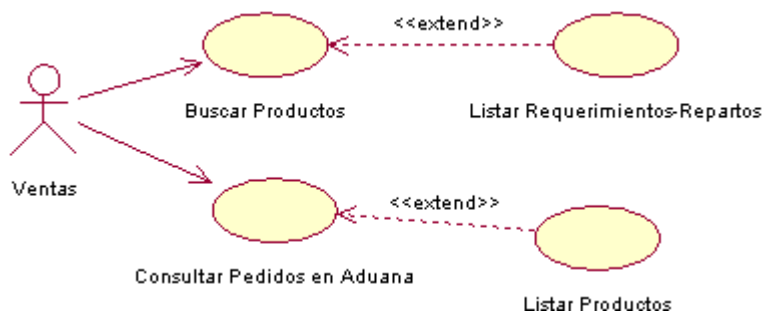 <<extend>>
Buscar Productos
Listar Requerimientos-Repartos
Ventas
<<extend>>
Consultar Pedidos en Aduana
Listar Productos